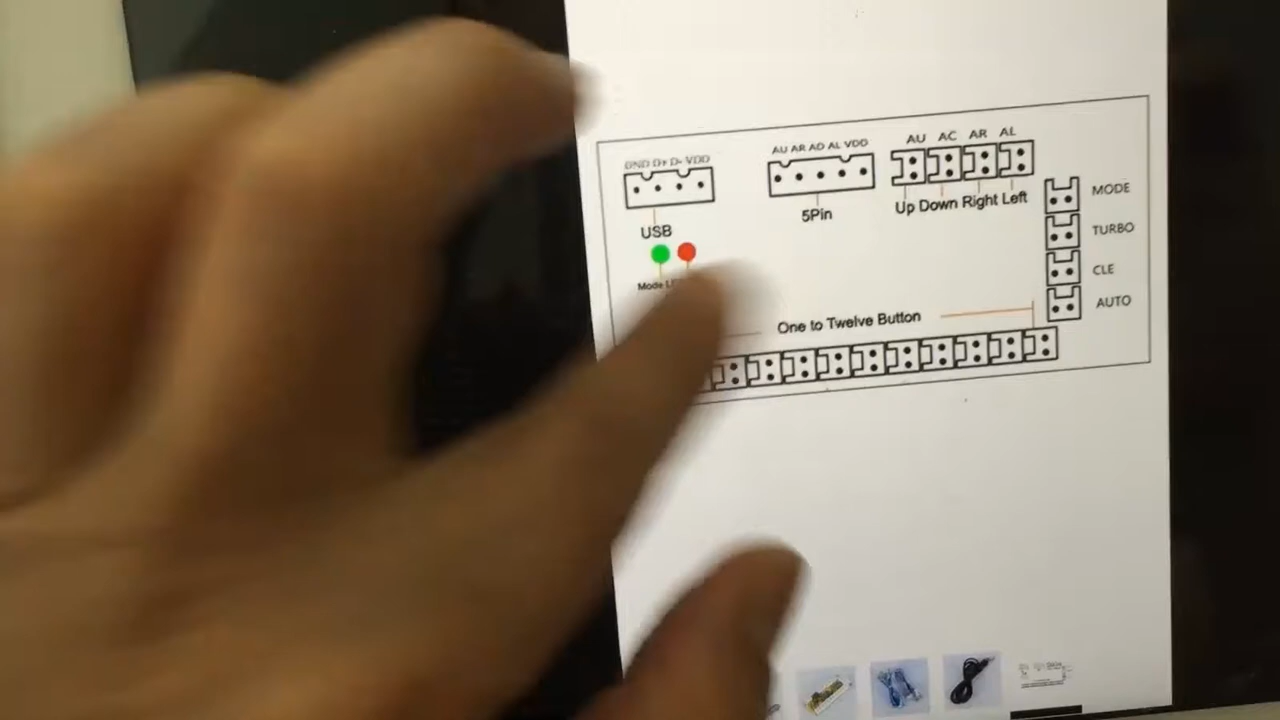 AU AC AR AL
AU AR AD AL VDD
GND D+ D- VDD
MODE
Up Down Right Left
5Pin
TURBO
USB
CLE
Mode
AUTO
One to Twelve Button